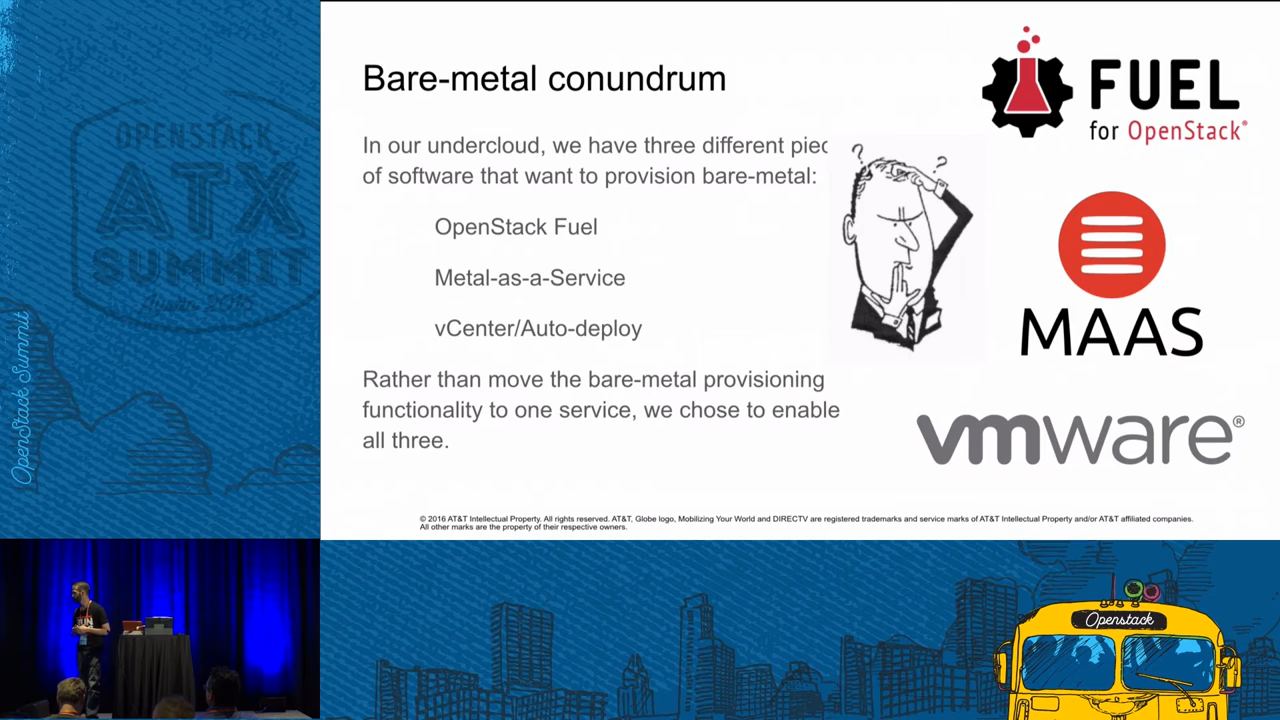 OPENSTACK
ATX
SUMMIT
OpenStack Summit
Bare-metal conundrum
In our undercloud, we have three different piec
of software that want to provision bare-metal:
OpenStack Fuel
Metal-as-a-Service
vCenter/Auto-deploy
Rather than move the bare-metal provisioning
functionality to one service, we chose to enable
all three.
? ?
FUEL
for OpenStack®
MAAS
vmware®
© 2016 AT&T Intellectual Property. All rights reserved. AT&T, Globe logo, Mobilizing Your World and DIRECTV are registered trademarks and service marks of AT&T Intellectual Property and/or AT&T affiliated companies.
All other marks are the property of their respective owners.
Openstack